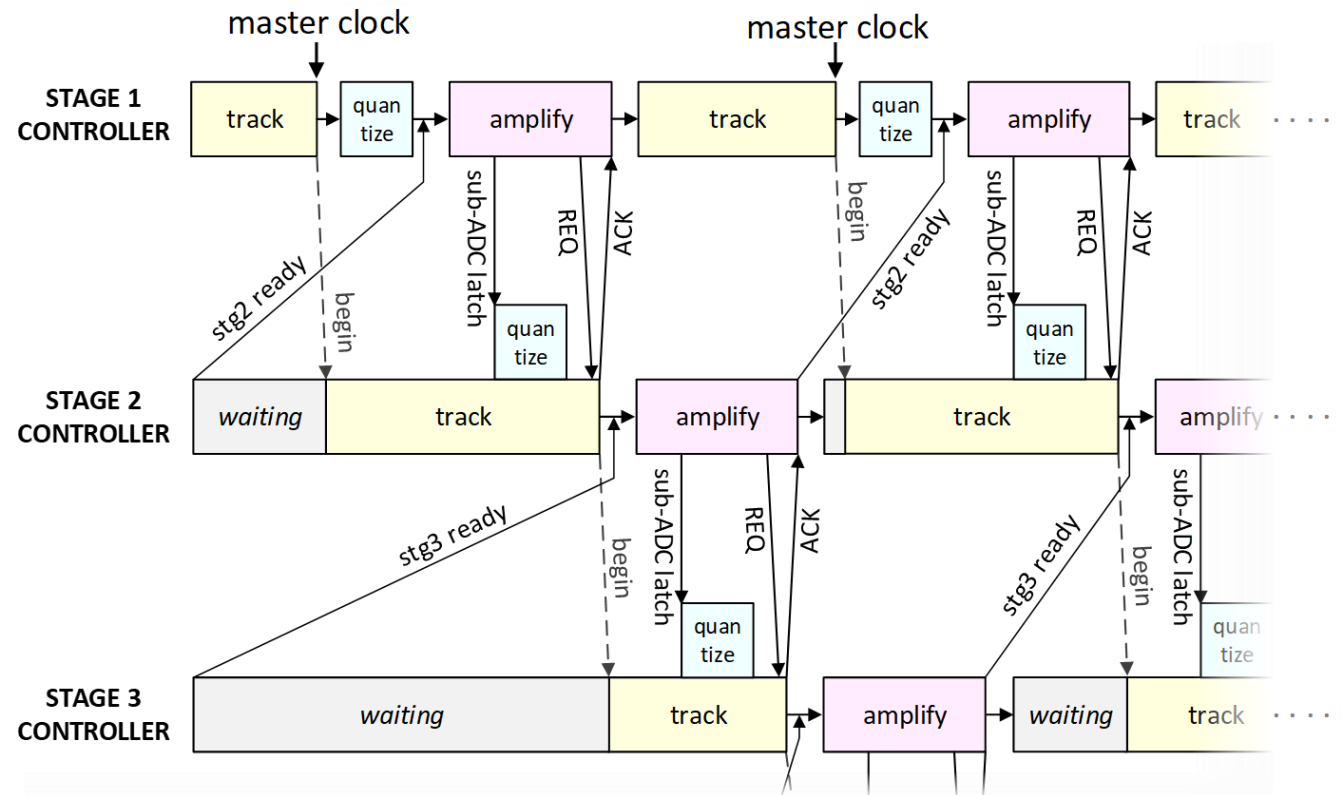 master clock
master clock
STAGE 1
CONTROLLER
track
quan
tize
amplify
track
quan
tize
amplify
track
· · · ·
stg2 ready
begin
sub-ADC latch
REQ
ACK
begin
stg2 ready
sub-ADC latch
REQ
ACK
quan
tize
quan
tize
STAGE 2
CONTROLLER
waiting
track
amplify
track
amplify
· · · ·
stg3 ready
begin
sub-ADC latch
REQ
ACK
stg3 ready
begin
sub-ADC latch
quan
tize
quan
tize
STAGE 3
CONTROLLER
waiting
track
amplify
waiting
track
· · · ·